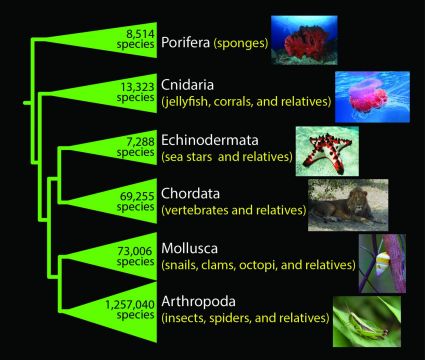 8,514
species
Porifera (sponges)
13,323
species
Cnidaria
(jellyfish, corrals, and relatives)
7,288
species
Echinodermata
(sea stars and relatives)
69,255
species
Chordata
(vertebrates and relatives)
73,006
species
Mollusca
(snails, clams, octopi, and relatives)
1,257,040
species
Arthropoda
(insects, spiders, and relatives)